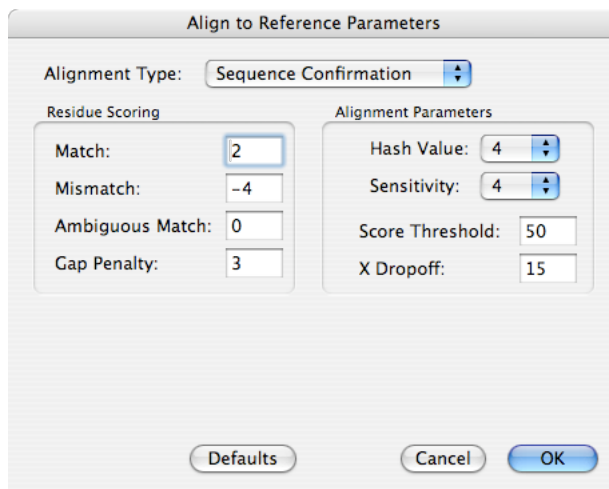 Align to Reference Parameters
Alignment Type: Sequence Confirmation
Residue Scoring
Match: 2
Mismatch: -4
Ambiguous Match: 0
Gap Penalty: 3
Alignment Parameters
Hash Value: 4
Sensitivity: 4
Score Threshold: 50
X Dropoff: 15
Defaults
Cancel
OK